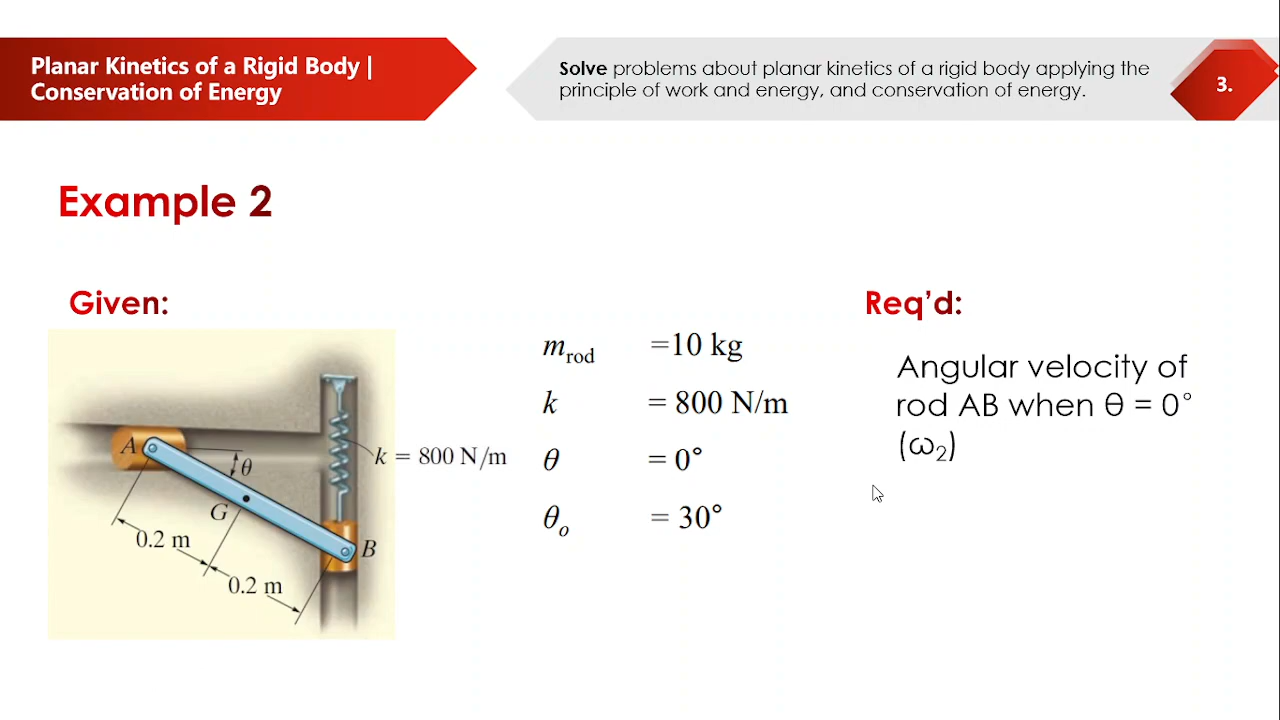 Planar Kinetics of a Rigid Body |
Conservation of Energy
Solve problems about planar kinetics of a rigid body applying the
principle of work and energy, and conservation of energy.
3.
Example 2
Given:
A
θ
k = 800 N/m
G
0.2 m
B
0.2 m
m_rod =10 kg
k = 800 N/m
θ = 0°
θ_o = 30°
Req’d:
Angular velocity of
rod AB when θ = 0°
(ω₂)